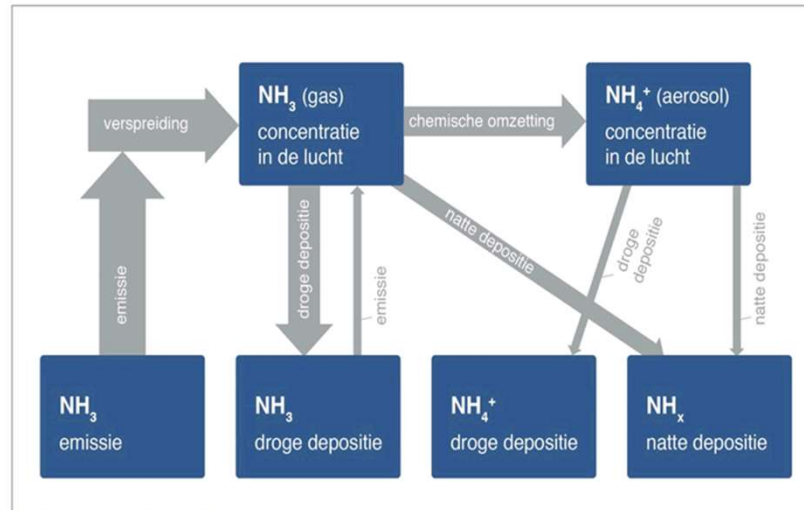 NH₃ (gas)
concentratie
in de lucht
NH₄⁺ (aerosol)
concentratie
in de lucht
verspreiding
chemische omzetting
emissie
droge depositie
emissie
natte depositie
droge
depositie
natte depositie
NH₃
emissie
NH₃
droge depositie
NH₄⁺
droge depositie
NHₓ
natte depositie